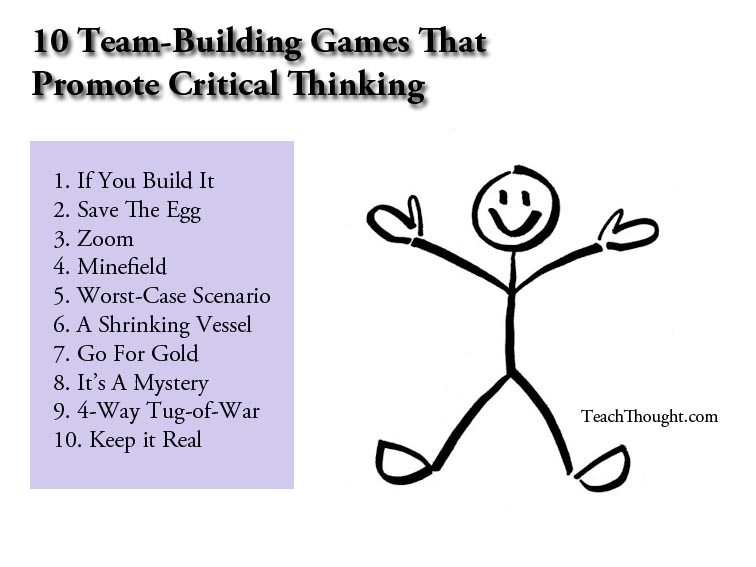 10 Team-Building Games That
Promote Critical Thinking
1. If You Build It
2. Save The Egg
3. Zoom
4. Minefield
5. Worst-Case Scenario
6. A Shrinking Vessel
7. Go For Gold
8. It's A Mystery
9. 4-Way Tug-of-War
10. Keep it Real
TeachThought.com